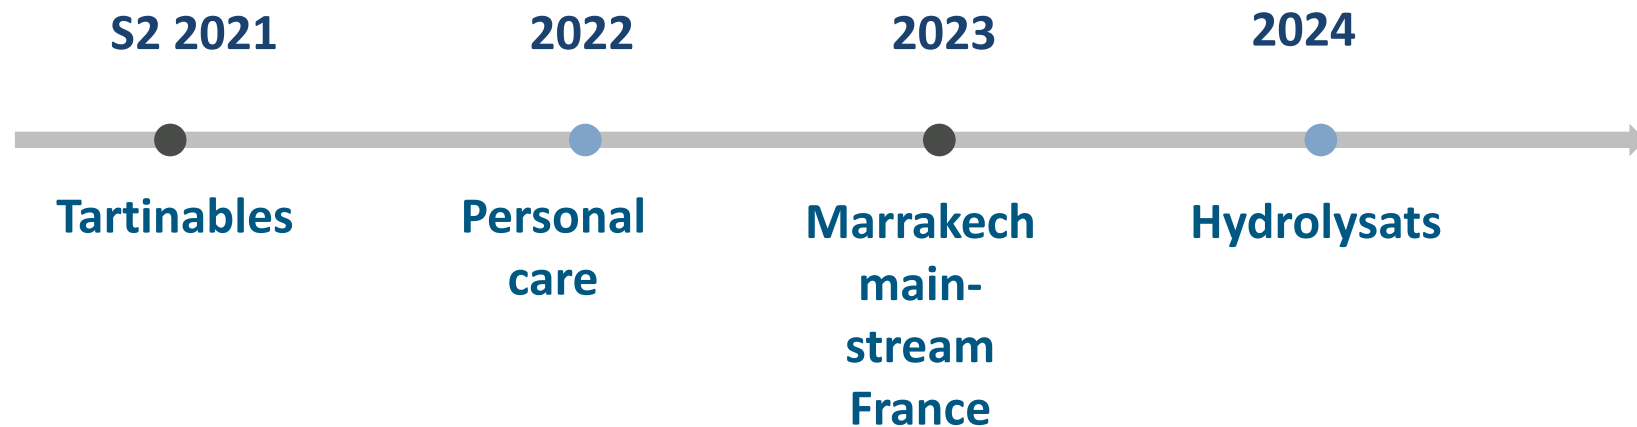 S2 2021
2022
2023
2024
Tartinables
Personal
care
Marrakech
main-
stream
France
Hydrolysats